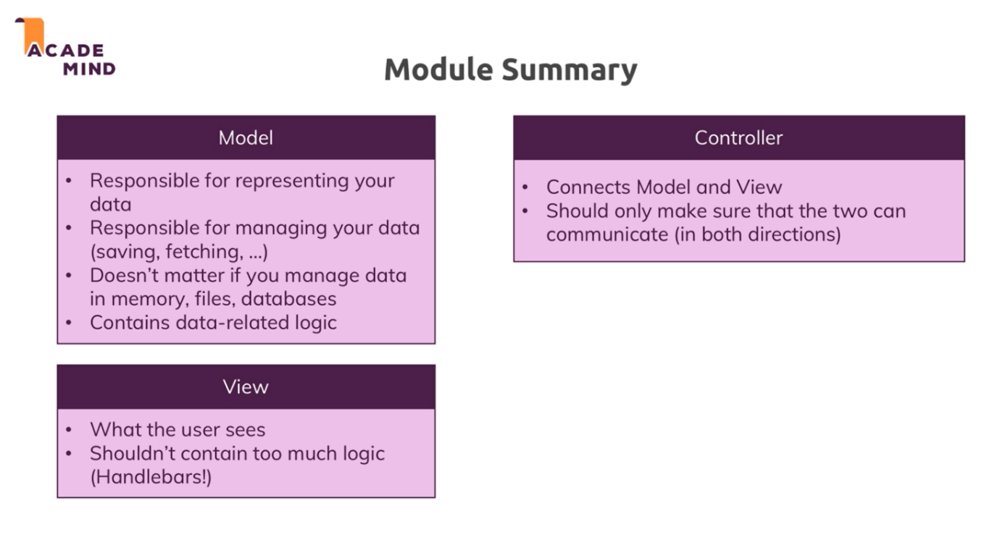 ACADE
MIND
Module Summary
Model
• Responsible for representing your
data
• Responsible for managing your data
(saving, fetching, ...)
• Doesn't matter if you manage data
in memory, files, databases
• Contains data-related logic
View
• What the user sees
• Shouldn't contain too much logic
(Handlebars!)
Controller
• Connects Model and View
• Should only make sure that the two can
communicate (in both directions)